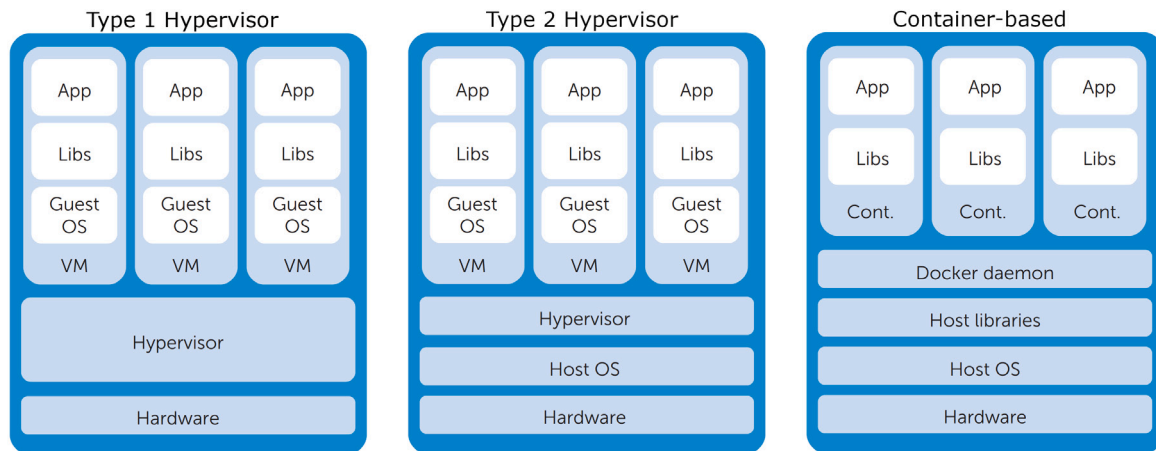 Type 1 Hypervisor
App App App
Libs Libs Libs
Guest Guest Guest
OS OS OS
VM VM VM
Hypervisor
Hardware
Type 2 Hypervisor
App App App
Libs Libs Libs
Guest Guest Guest
OS OS OS
VM VM VM
Hypervisor
Host OS
Hardware
Container-based
App App App
Libs Libs Libs
Cont. Cont. Cont.
Docker daemon
Host libraries
Host OS
Hardware